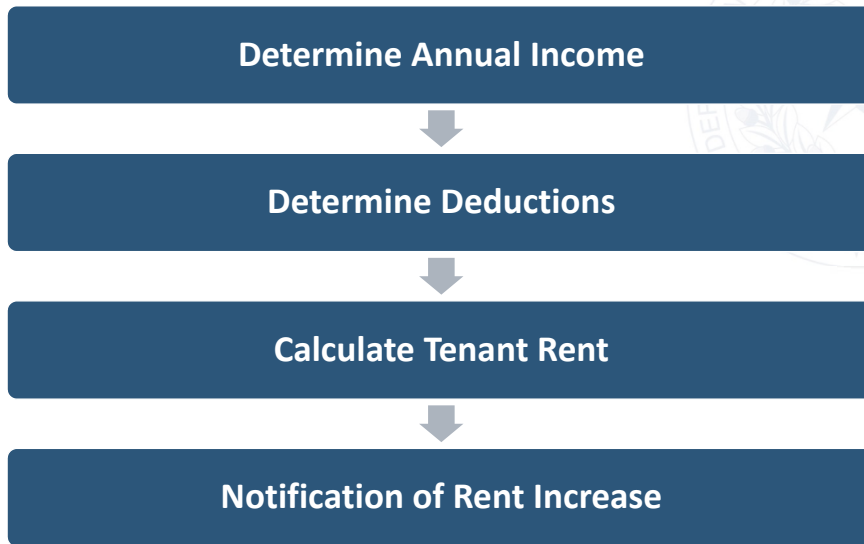 Determine Annual Income
Determine Deductions
Calculate Tenant Rent
Notification of Rent Increase